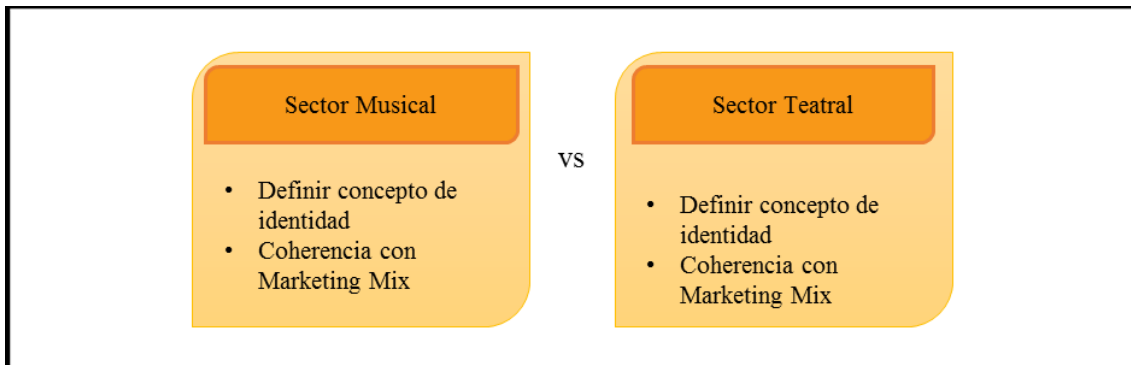 Sector Musical
• Definir concepto de
identidad
• Coherencia con
Marketing Mix
vs
Sector Teatral
• Definir concepto de
identidad
• Coherencia con
Marketing Mix